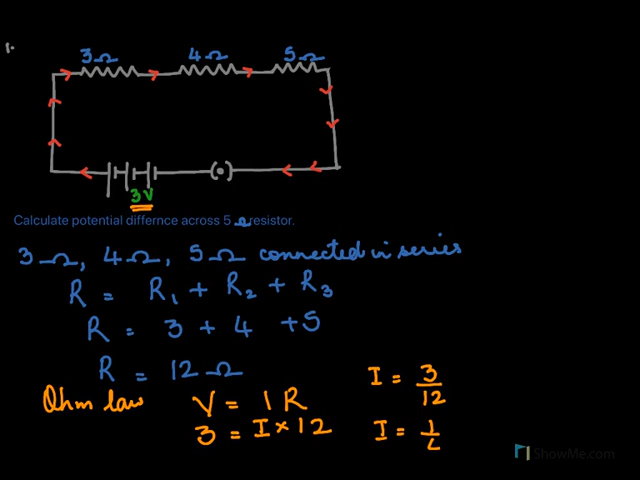 1.
3Ω 4Ω 5Ω
3V
Calculate potential differnce across 5 Ω resistor.
3Ω, 4Ω, 5Ω connected in series
R = R1 + R2 + R3
R = 3 + 4 + 5
R = 12 Ω
Ohm law V = I R
3 = I × 12
I = 3/12
I = 1/
ShowMe.com